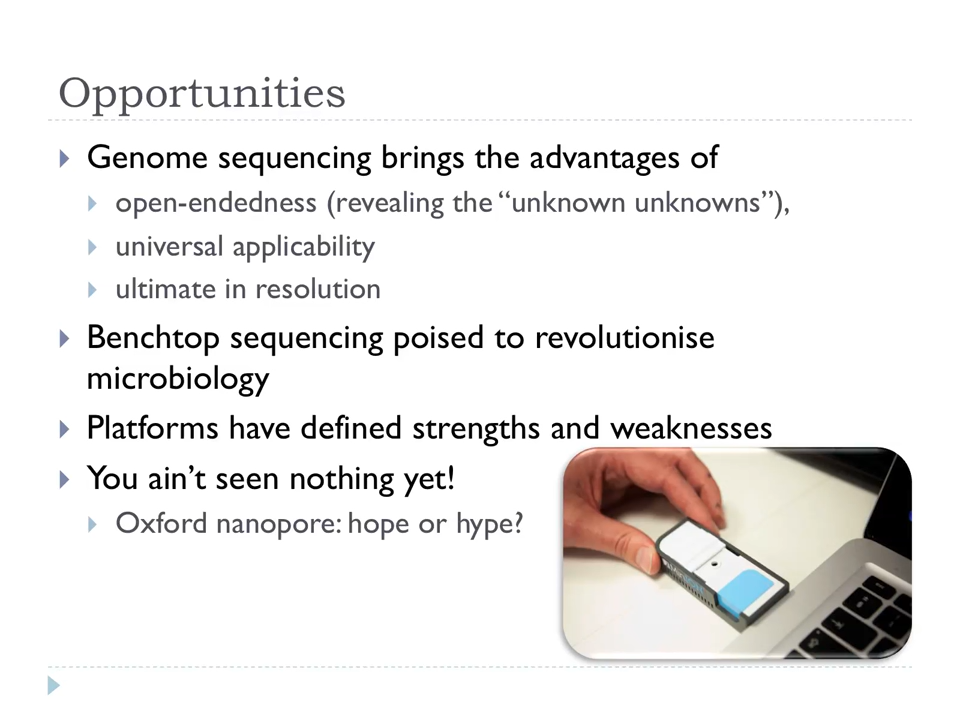 Opportunities
Genome sequencing brings the advantages of
open-endedness (revealing the “unknown unknowns”),
universal applicability
ultimate in resolution
Benchtop sequencing poised to revolutionise
microbiology
Platforms have defined strengths and weaknesses
You ain’t seen nothing yet!
Oxford nanopore: hope or hype?